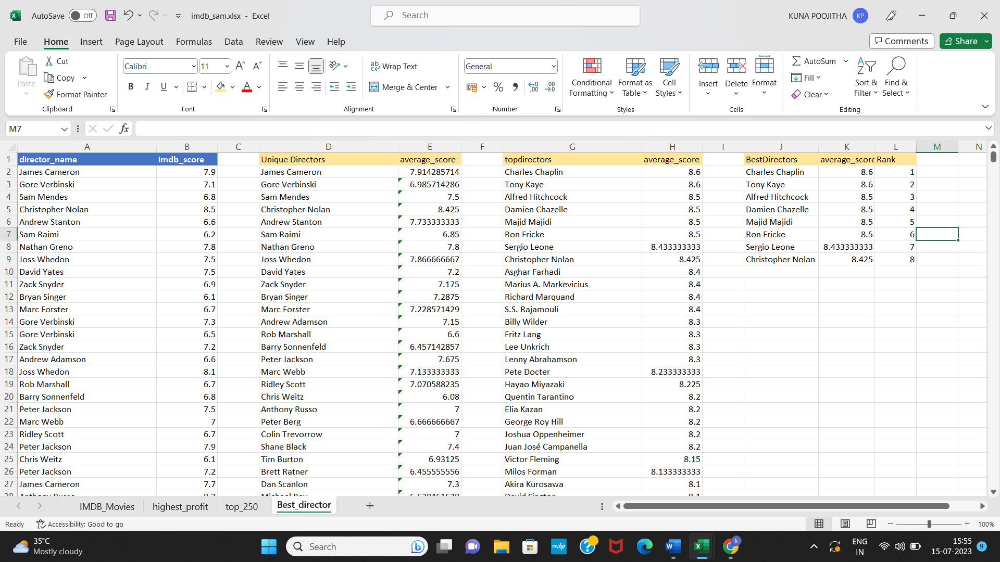 AutoSave Off imdb_sam.xlsx - Excel Search KUNA POOJITHA KP
File Home Insert Page Layout Formulas Data Review View Help Comments Share
Paste Cut Copy Format Painter Clipboard
Calibri 11 B I U Font
Wrap Text Merge & Center Alignment
General Number
Conditional Formatting Format as Table Cell Styles Styles
Insert Delete Format Cells
AutoSum Fill Clear Sort & Filter Find & Select Editing
M7 fx
A B C D E F G H I J K L M N
1 director_name imdb_score Unique Directors average_score topdirectors average_score BestDirectors average_score Rank
2 James Cameron 7.9 James Cameron 7.914285714 Charles Chaplin 8.6 Charles Chaplin 8.6 1
3 Gore Verbinski 7.1 Gore Verbinski 6.985714286 Tony Kaye 8.6 Tony Kaye 8.6 2
4 Sam Mendes 6.8 Sam Mendes 7.5 Alfred Hitchcock 8.5 Alfred Hitchcock 8.5 3
5 Christopher Nolan 8.5 Christopher Nolan 8.425 Damien Chazelle 8.5 Damien Chazelle 8.5 4
6 Andrew Stanton 6.6 Andrew Stanton 7.733333333 Majid Majidi 8.5 Majid Majidi 8.5 5
7 Sam Raimi 6.2 Sam Raimi 6.85 Ron Fricke 8.5 Ron Fricke 8.5 6
8 Nathan Greno 7.8 Nathan Greno 7.8 Sergio Leone 8.433333333 Sergio Leone 8.433333333 7
9 Joss Whedon 7.5 Joss Whedon 7.866666667 Christopher Nolan 8.425 Christopher Nolan 8.425 8
10 David Yates 7.5 David Yates 7.2 Asghar Farhadi 8.4
11 Zack Snyder 6.9 Zack Snyder 7.175 Marius A. Markevicius 8.4
12 Bryan Singer 6.1 Bryan Singer 7.2875 Richard Marquand 8.4
13 Marc Forster 6.7 Marc Forster 7.228571429 S.S. Rajamouli 8.4
14 Gore Verbinski 7.3 Andrew Adamson 7.15 Billy Wilder 8.3
15 Gore Verbinski 6.5 Rob Marshall 6.6 Fritz Lang 8.3
16 Zack Snyder 7.2 Barry Sonnenfeld 6.457142857 Lee Unkrich 8.3
17 Andrew Adamson 6.6 Peter Jackson 7.675 Lenny Abrahamson 8.3
18 Joss Whedon 8.1 Marc Webb 7.133333333 Pete Docter 8.233333333
19 Rob Marshall 6.7 Ridley Scott 7.070588235 Hayao Miyazaki 8.225
20 Barry Sonnenfeld 6.8 Chris Weitz 6.08 Quentin Tarantino 8.2
21 Peter Jackson 7.5 Anthony Russo 7 Elia Kazan 8.2
22 Marc Webb 7 Peter Berg 6.666666667 George Roy Hill 8.2
23 Ridley Scott 6.7 Colin Trevorrow 7 Joshua Oppenheimer 8.2
24 Peter Jackson 7.9 Shane Black 7.4 Juan José Campanella 8.2
25 Chris Weitz 6.1 Tim Burton 6.93125 Victor Fleming 8.15
26 Peter Jackson 7.2 Brett Ratner 6.455555556 Milos Forman 8.133333333
27 James Cameron 7.7 Dan Scanlon 7.3 Akira Kurosawa 8.1
IMDB_Movies highest_profit top_250 Best_director
Ready Accessibility: Good to go 100%
35°C
Mostly cloudy
Search
myhp
ENG
IN
15:55
15-07-2023 9